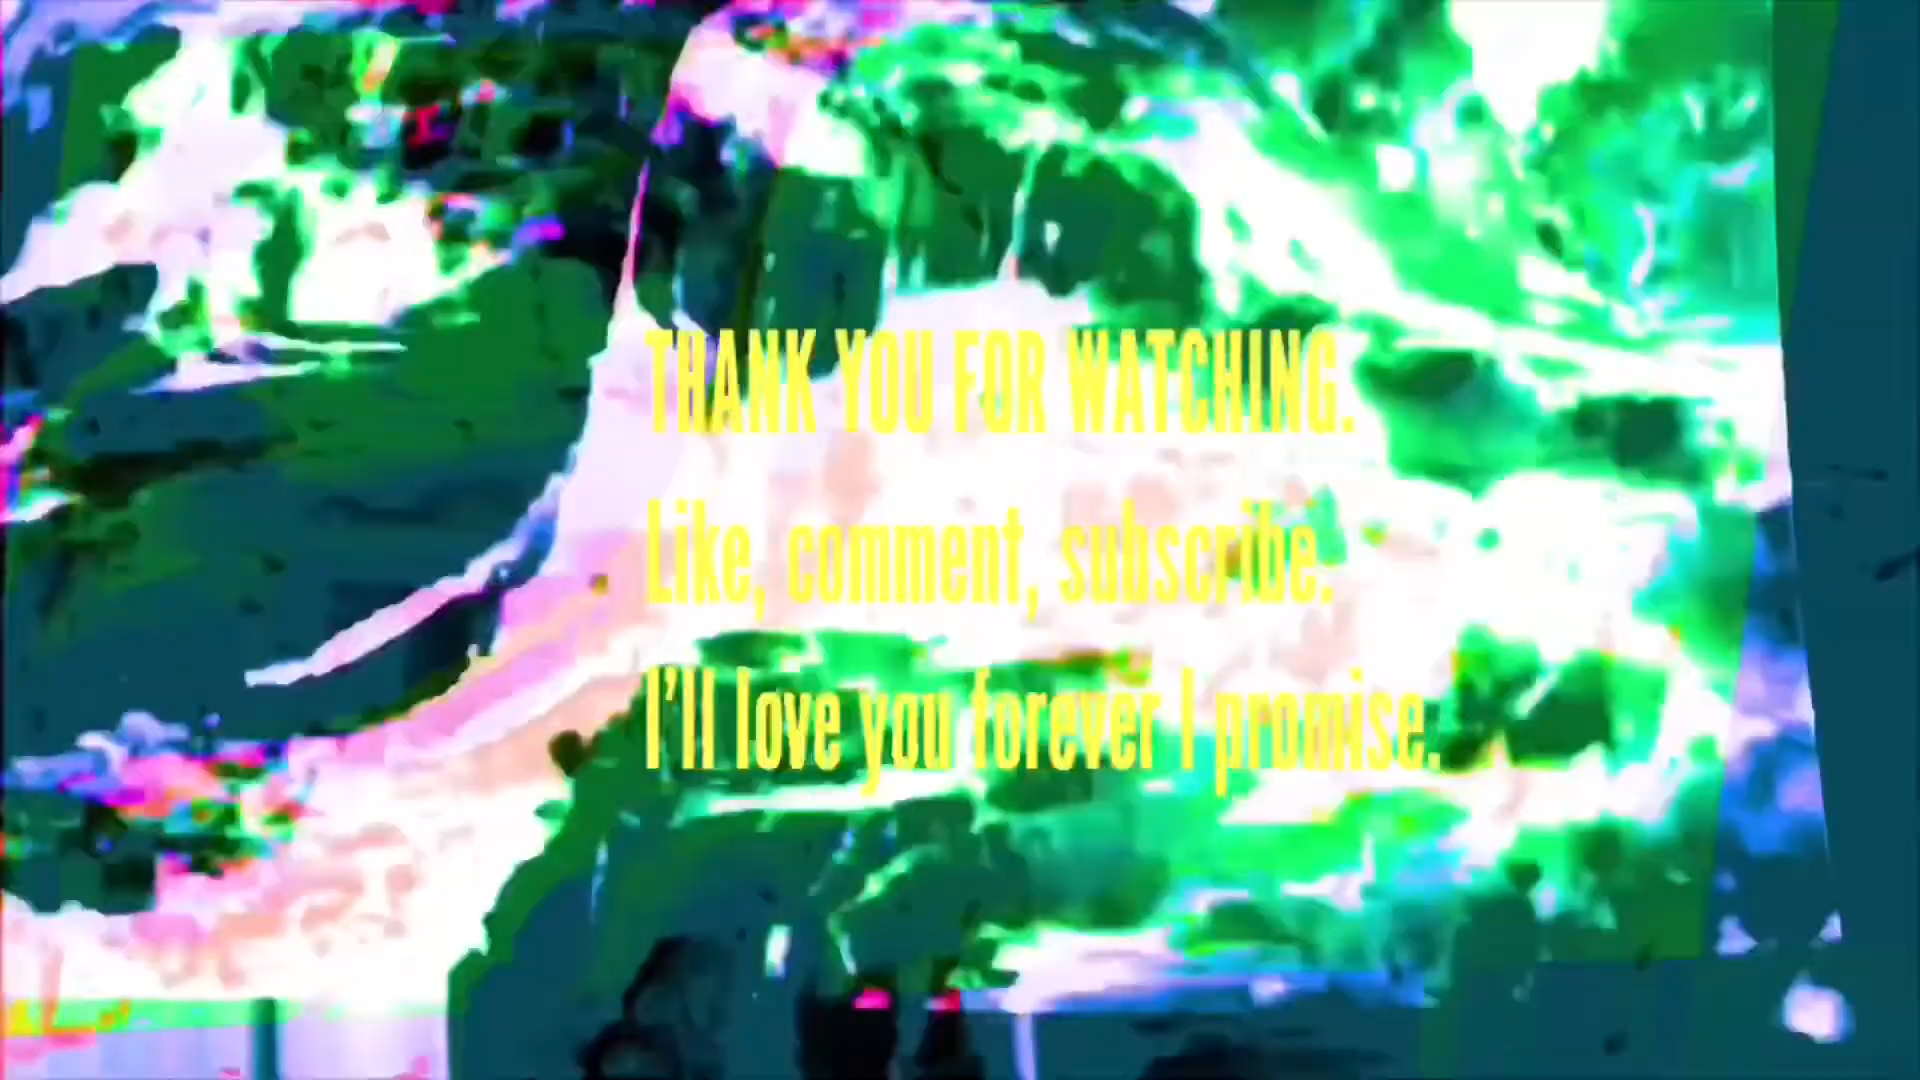 THANK YOU FOR WATCHING.
Like, comment, subscribe.
I'll love you forever I promise.